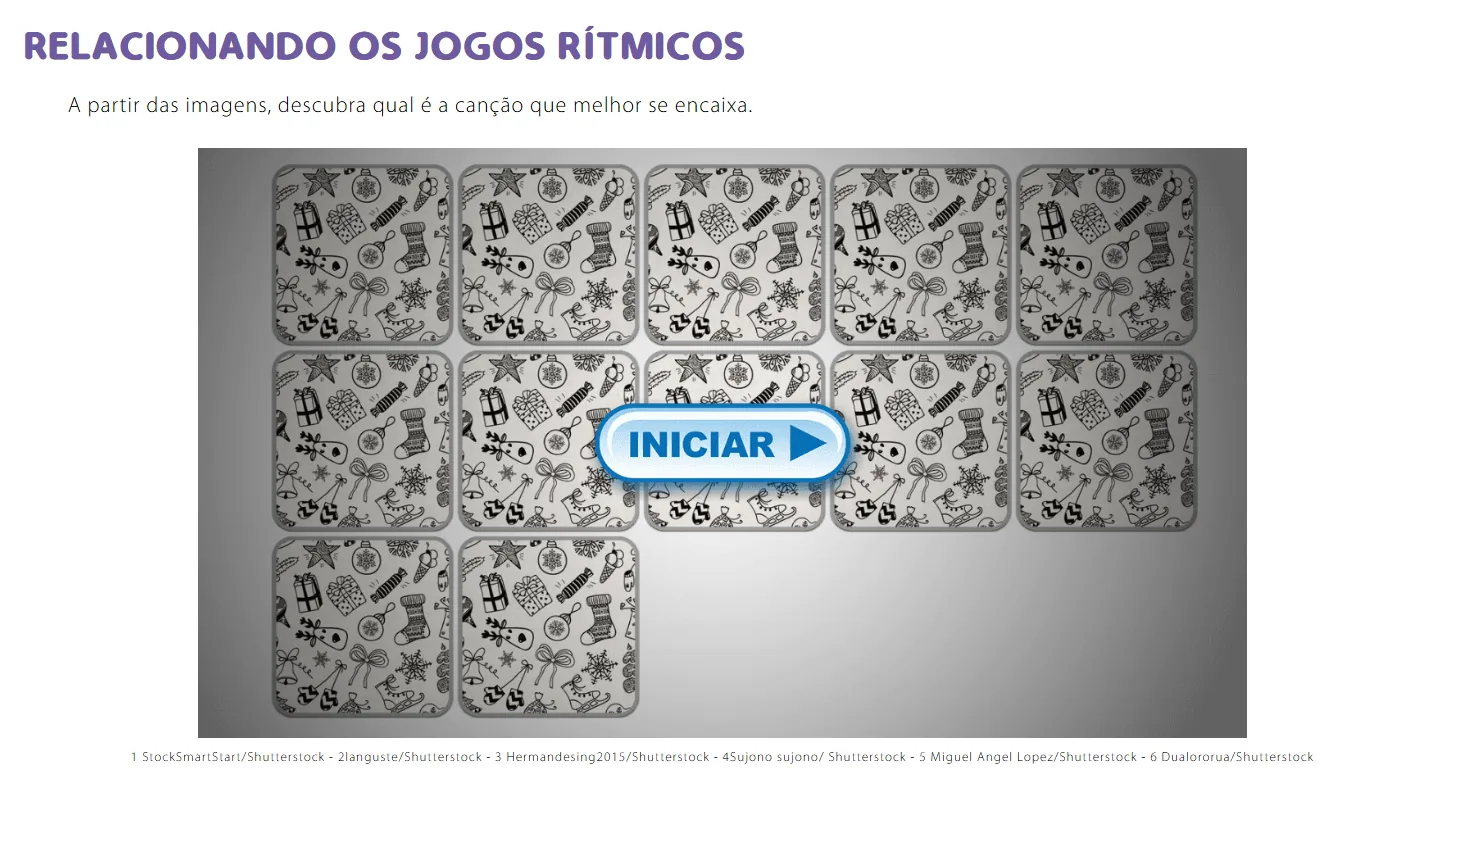 RELACIONANDO OS JOGOS RÍTMICOS
A partir das imagens, descubra qual é a canção que melhor se encaixa.
INICIAR
1 StockSmartStart/Shutterstock - 2languste/Shutterstock - 3 Hermandesing2015/Shutterstock - 4Sujono sujono/ Shutterstock - 5 Miguel Angel Lopez/Shutterstock - 6 Dualororua/Shutterstock